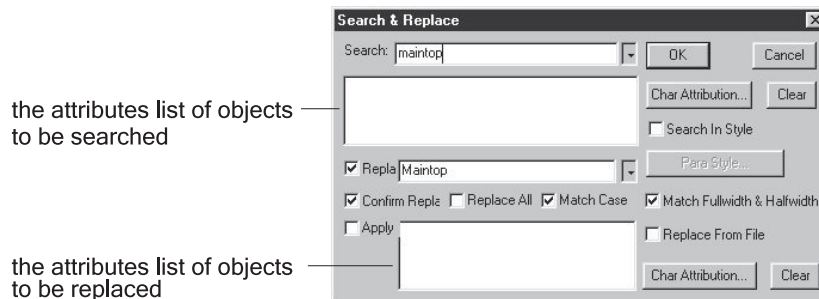 Search & Replace
Search: maintop
OK Cancel
the attributes list of objects
to be searched
Char Attribution... Clear
Search In Style
Repla Maintop
Para Style...
Confirm Repla Replace All Match Case Match Fullwidth & Halfwidth
Apply
Replace From File
the attributes list of objects
to be replaced
Char Attribution... Clear